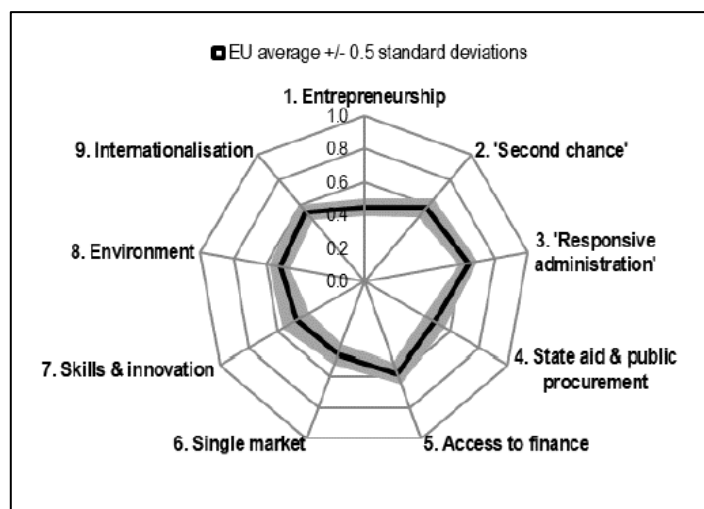 EU average +/- 0.5 standard deviations
1. Entrepreneurship
1.0
9. Internationalisation
0.8
2. 'Second chance'
0.6
0.4
8. Environment
0.2
3. 'Responsive
administration'
0.0
7. Skills & innovation
4. State aid & public
procurement
6. Single market
5. Access to finance